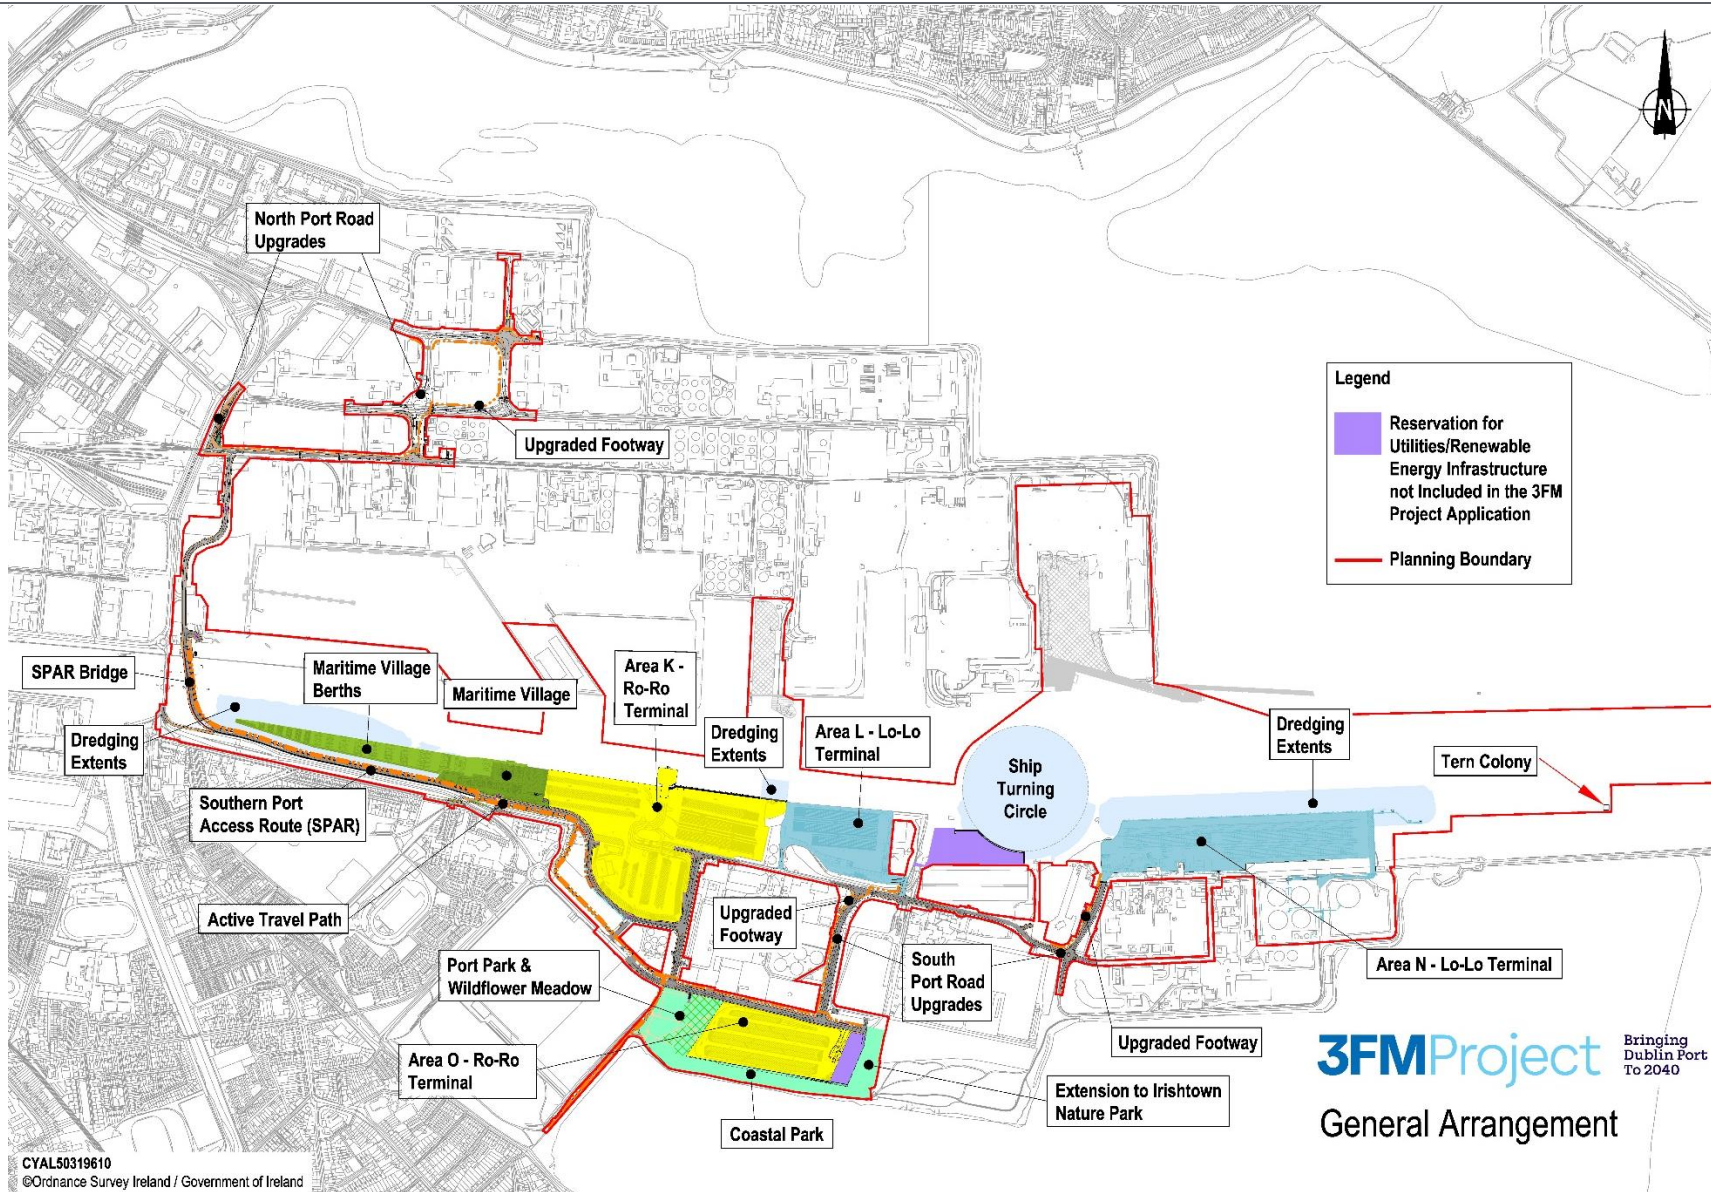 N
North Port Road
Upgrades
Upgraded Footway
Legend
Reservation for
Utilities/Renewable
Energy Infrastructure
not Included in the 3FM
Project Application
Planning Boundary
SPAR Bridge
Maritime Village
Berths
Maritime Village
Area K -
Ro-Ro
Terminal
Dredging
Extents
Dredging
Extents
Area L - Lo-Lo
Terminal
Ship
Turning
Circle
Dredging
Extents
Tern Colony
Southern Port
Access Route (SPAR)
Active Travel Path
Upgraded
Footway
South
Port Road
Upgrades
Area N - Lo-Lo Terminal
Port Park &
Wildflower Meadow
Area O - Ro-Ro
Terminal
Upgraded Footway
Extension to Irishtown
Nature Park
Coastal Park
3FMProject
Bringing
Dublin Port
To 2040
General Arrangement
CYAL50319610
©Ordnance Survey Ireland / Government of Ireland